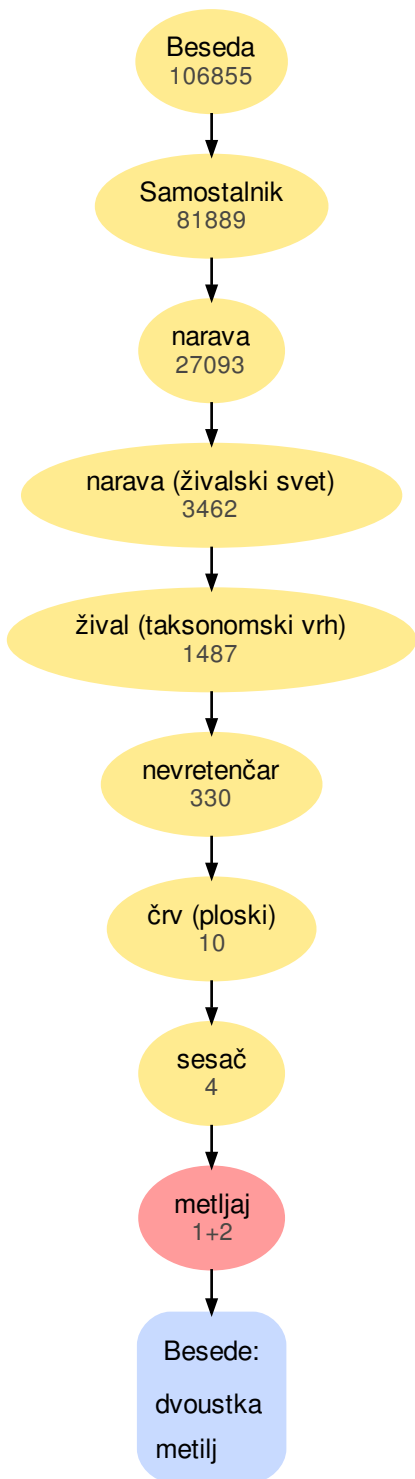 Beseda
106855
Samostalnik
81889
narava
27093
narava (živalski svet)
3462
žival (taksonomski vrh)
1487
nevretenčar
330
črv (ploski)
10
sesač
4
metljaj
1+2
Besede:
dvoustka
metilj